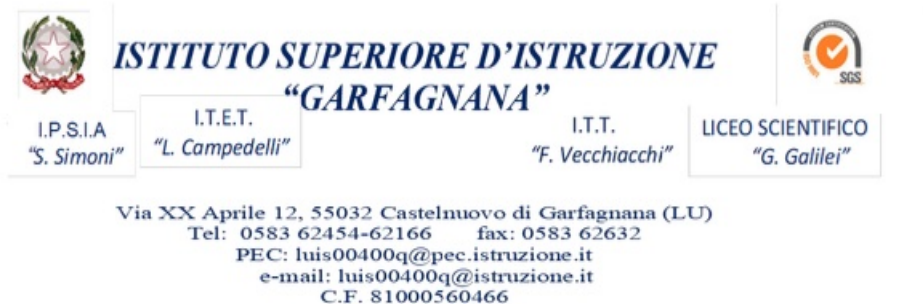 ISTITUTO SUPERIORE D’ISTRUZIONE
“GARFAGNANA”
I.P.S.I.A
“S. Simoni”
I.T.E.T.
“L. Campedelli”
I.T.T.
“F. Vecchiacchi”
LICEO SCIENTIFICO
“G. Galilei”
SGS
Via XX Aprile 12, 55032 Castelnuovo di Garfagnana (LU)
Tel: 0583 62454-62166 fax: 0583 62632
PEC: luis00400q@pec.istruzione.it
e-mail: luis00400q@istruzione.it
C.F. 81000560466